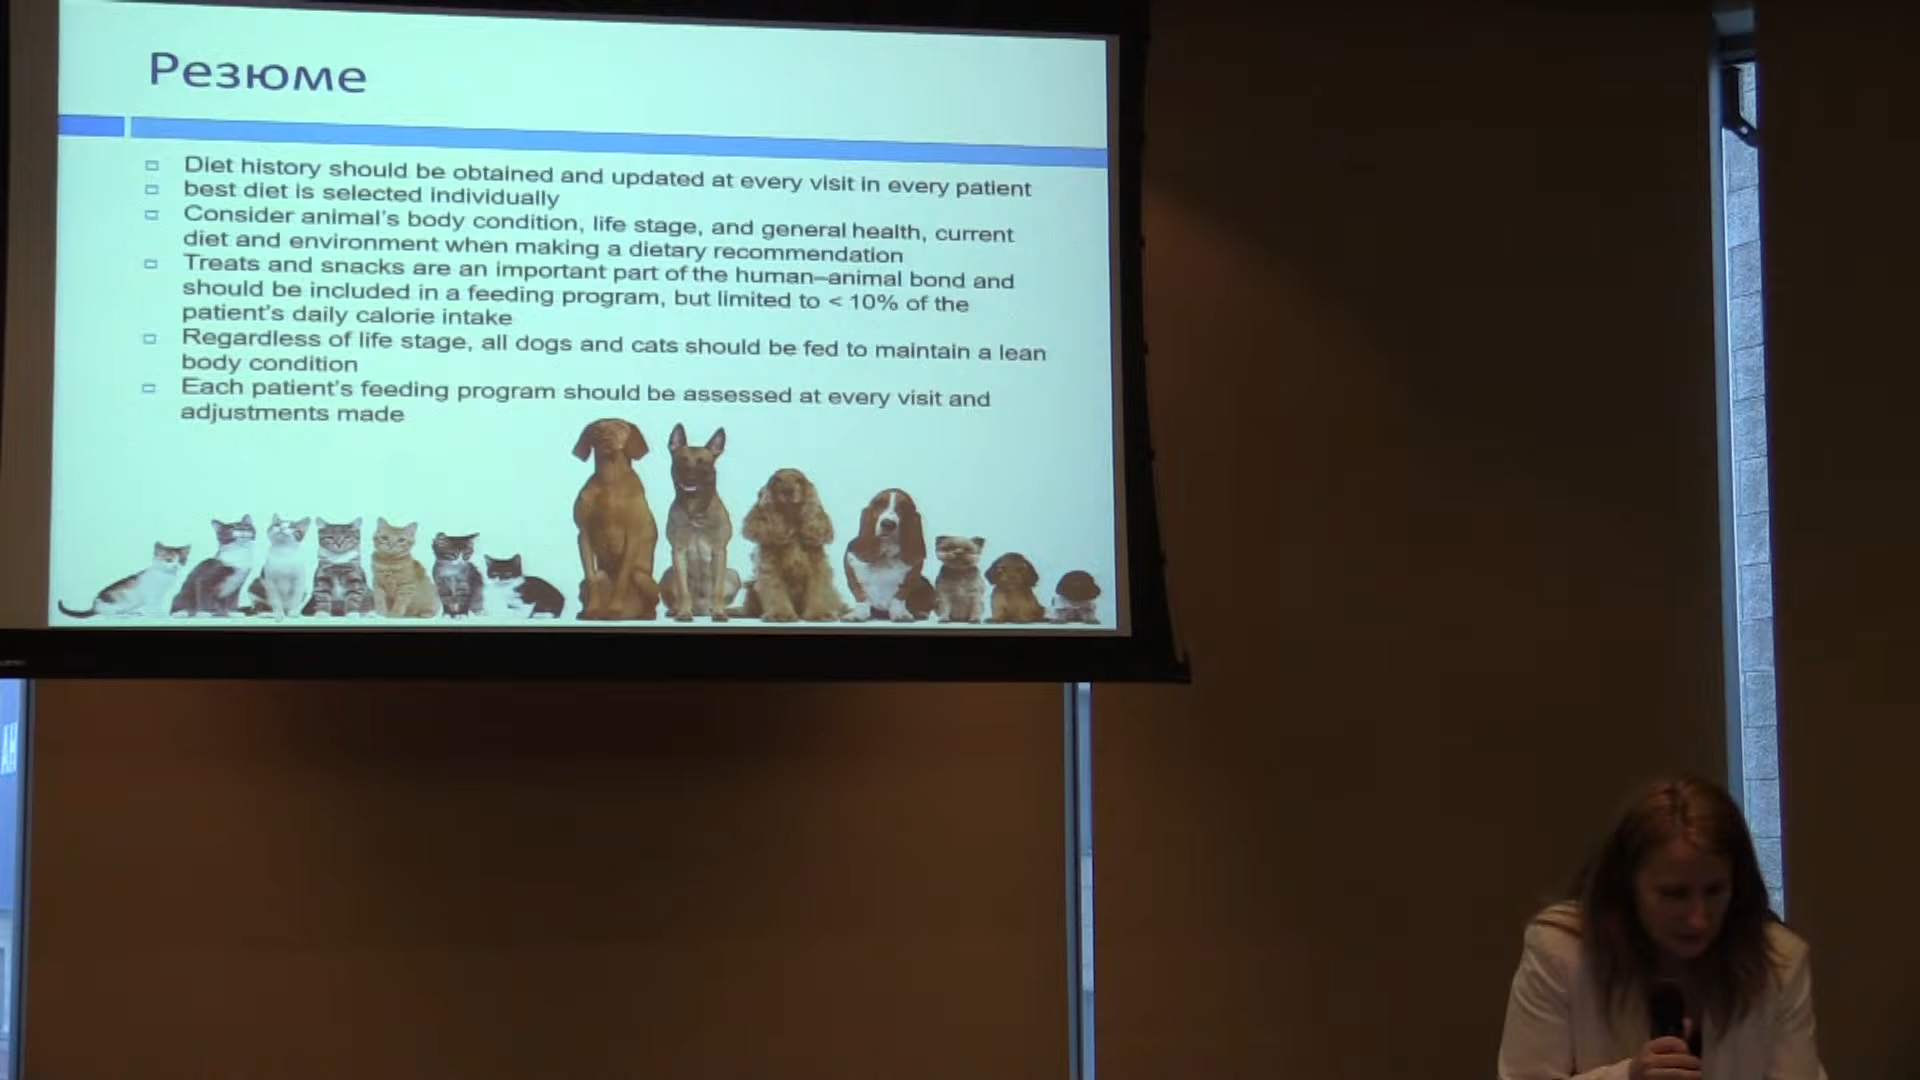 Резюме
Diet history should be obtained and updated at every visit in every patient
best diet is selected individually
Consider animal's body condition, life stage, and general health, current
diet and environment when making a dietary recommendation
Treats and snacks are an important part of the human–animal bond and
should be included in a feeding program, but limited to < 10% of the
patient's daily calorie intake
Regardless of life stage, all dogs and cats should be fed to maintain a lean
body condition
Each patient's feeding program should be assessed at every visit and
adjustments made